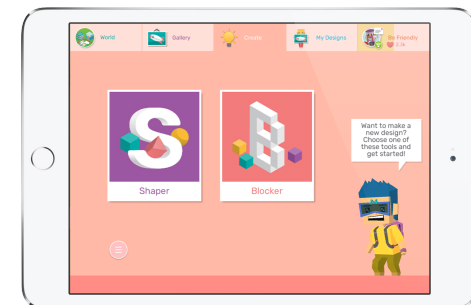 World
Gallery
Create
My Designs
Be Friendly
S
B
Want to make a
new design?
Choose one of
these tools and
get started!
Shaper
Blocker